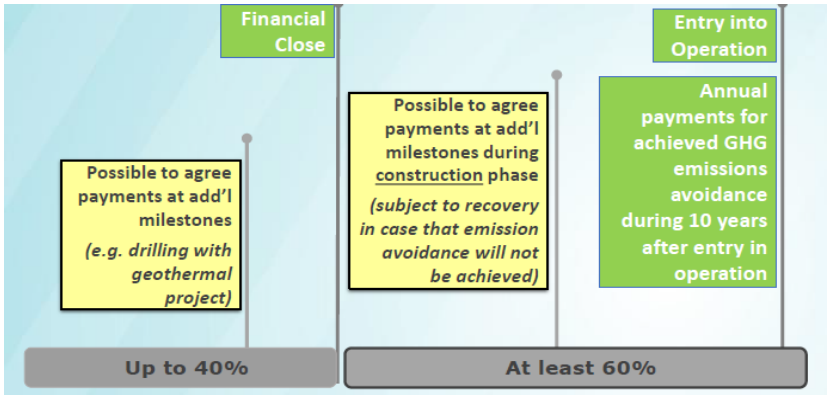 Financial
Close
Entry into
Operation
Possible to agree
payments at add'l
milestones
(e.g. drilling with
geothermal
project)
Possible to agree
payments at add'l
milestones during
construction phase
(subject to recovery
in case that emission
avoidance will not
be achieved)
Annual
payments for
achieved GHG
emissions
avoidance
during 10 years
after entry in
operation
Up to 40%
At least 60%